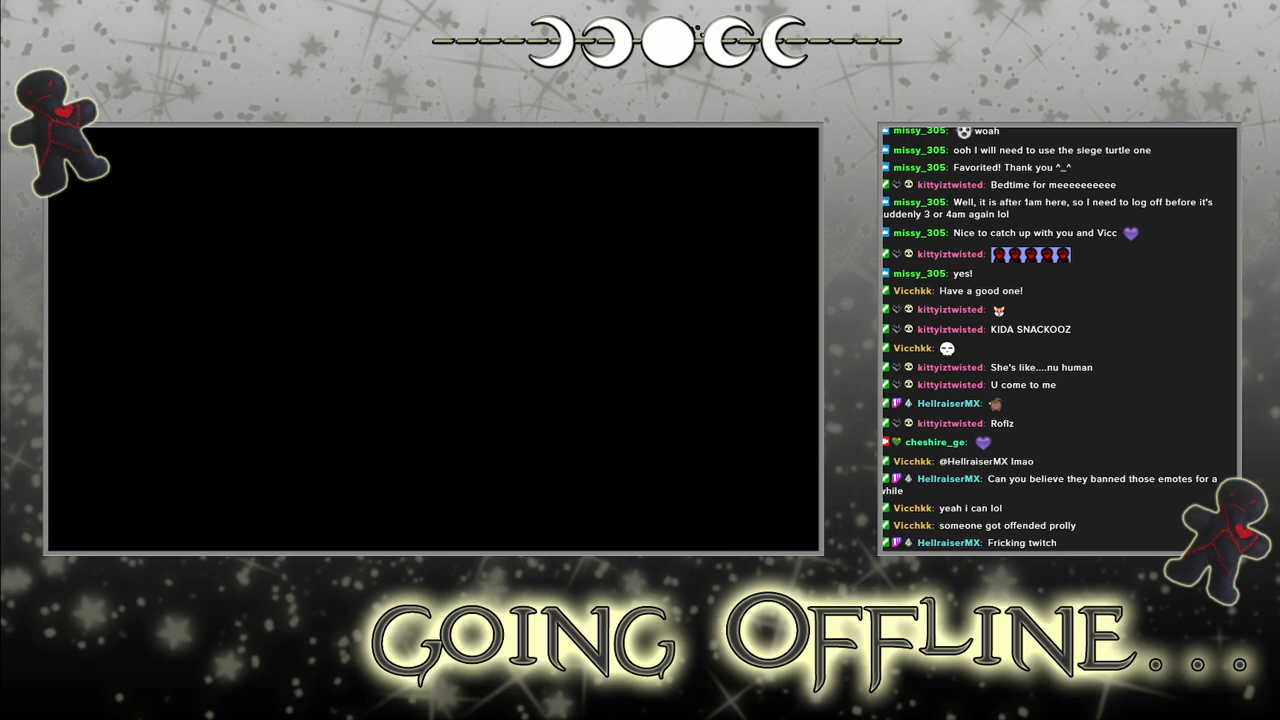 missy_305: woah
missy_305: ooh I will need to use the siege turtle one
missy_305: Favorited! Thank you ^_^
kittyiztwisted: Bedtime for meeeeeeeeee
missy_305: Well, it is after 1am here, so I need to log off before it's
uddenly 3 or 4am again lol
missy_305: Nice to catch up with you and Vicc
kittyiztwisted:
missy_305: yes!
Vicchkk: Have a good one!
kittyiztwisted:
kittyiztwisted: KIDA SNACKOOZ
Vicchkk:
kittyiztwisted: She's like....nu human
kittyiztwisted: U come to me
HellraiserMX:
kittyiztwisted: Roflz
cheshire_ge:
Vicchkk: @HellraiserMX lmao
HellraiserMX: Can you believe they banned those emotes for a
while
Vicchkk: yeah i can lol
Vicchkk: someone got offended prolly
HellraiserMX: Fricking twitch
GOING OFFLINE...